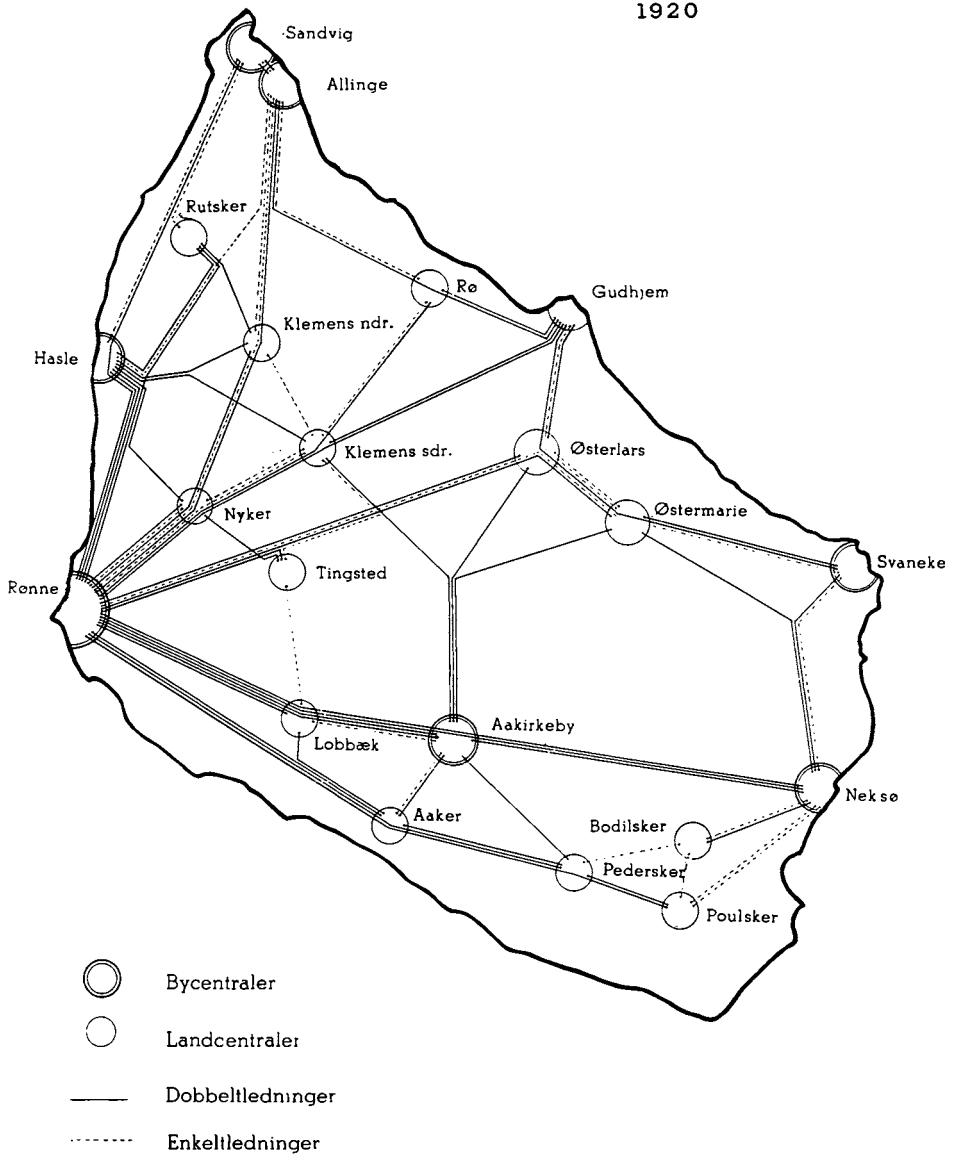 1920
Sandvig
Allinge
Rutsker
Rø
Gudhjem
Klemens ndr.
Hasle
Klemens sdr.
Østerlars
Nyker
Østermarie
Svaneke
Rønne
Tingsted
Aakirkeby
Lobbæk
Neksø
Aaker
Bodilsker
Pedersker
Poulsker
Bycentraler
Landcentraler
Dobbeltledninger
Enkeltledninger